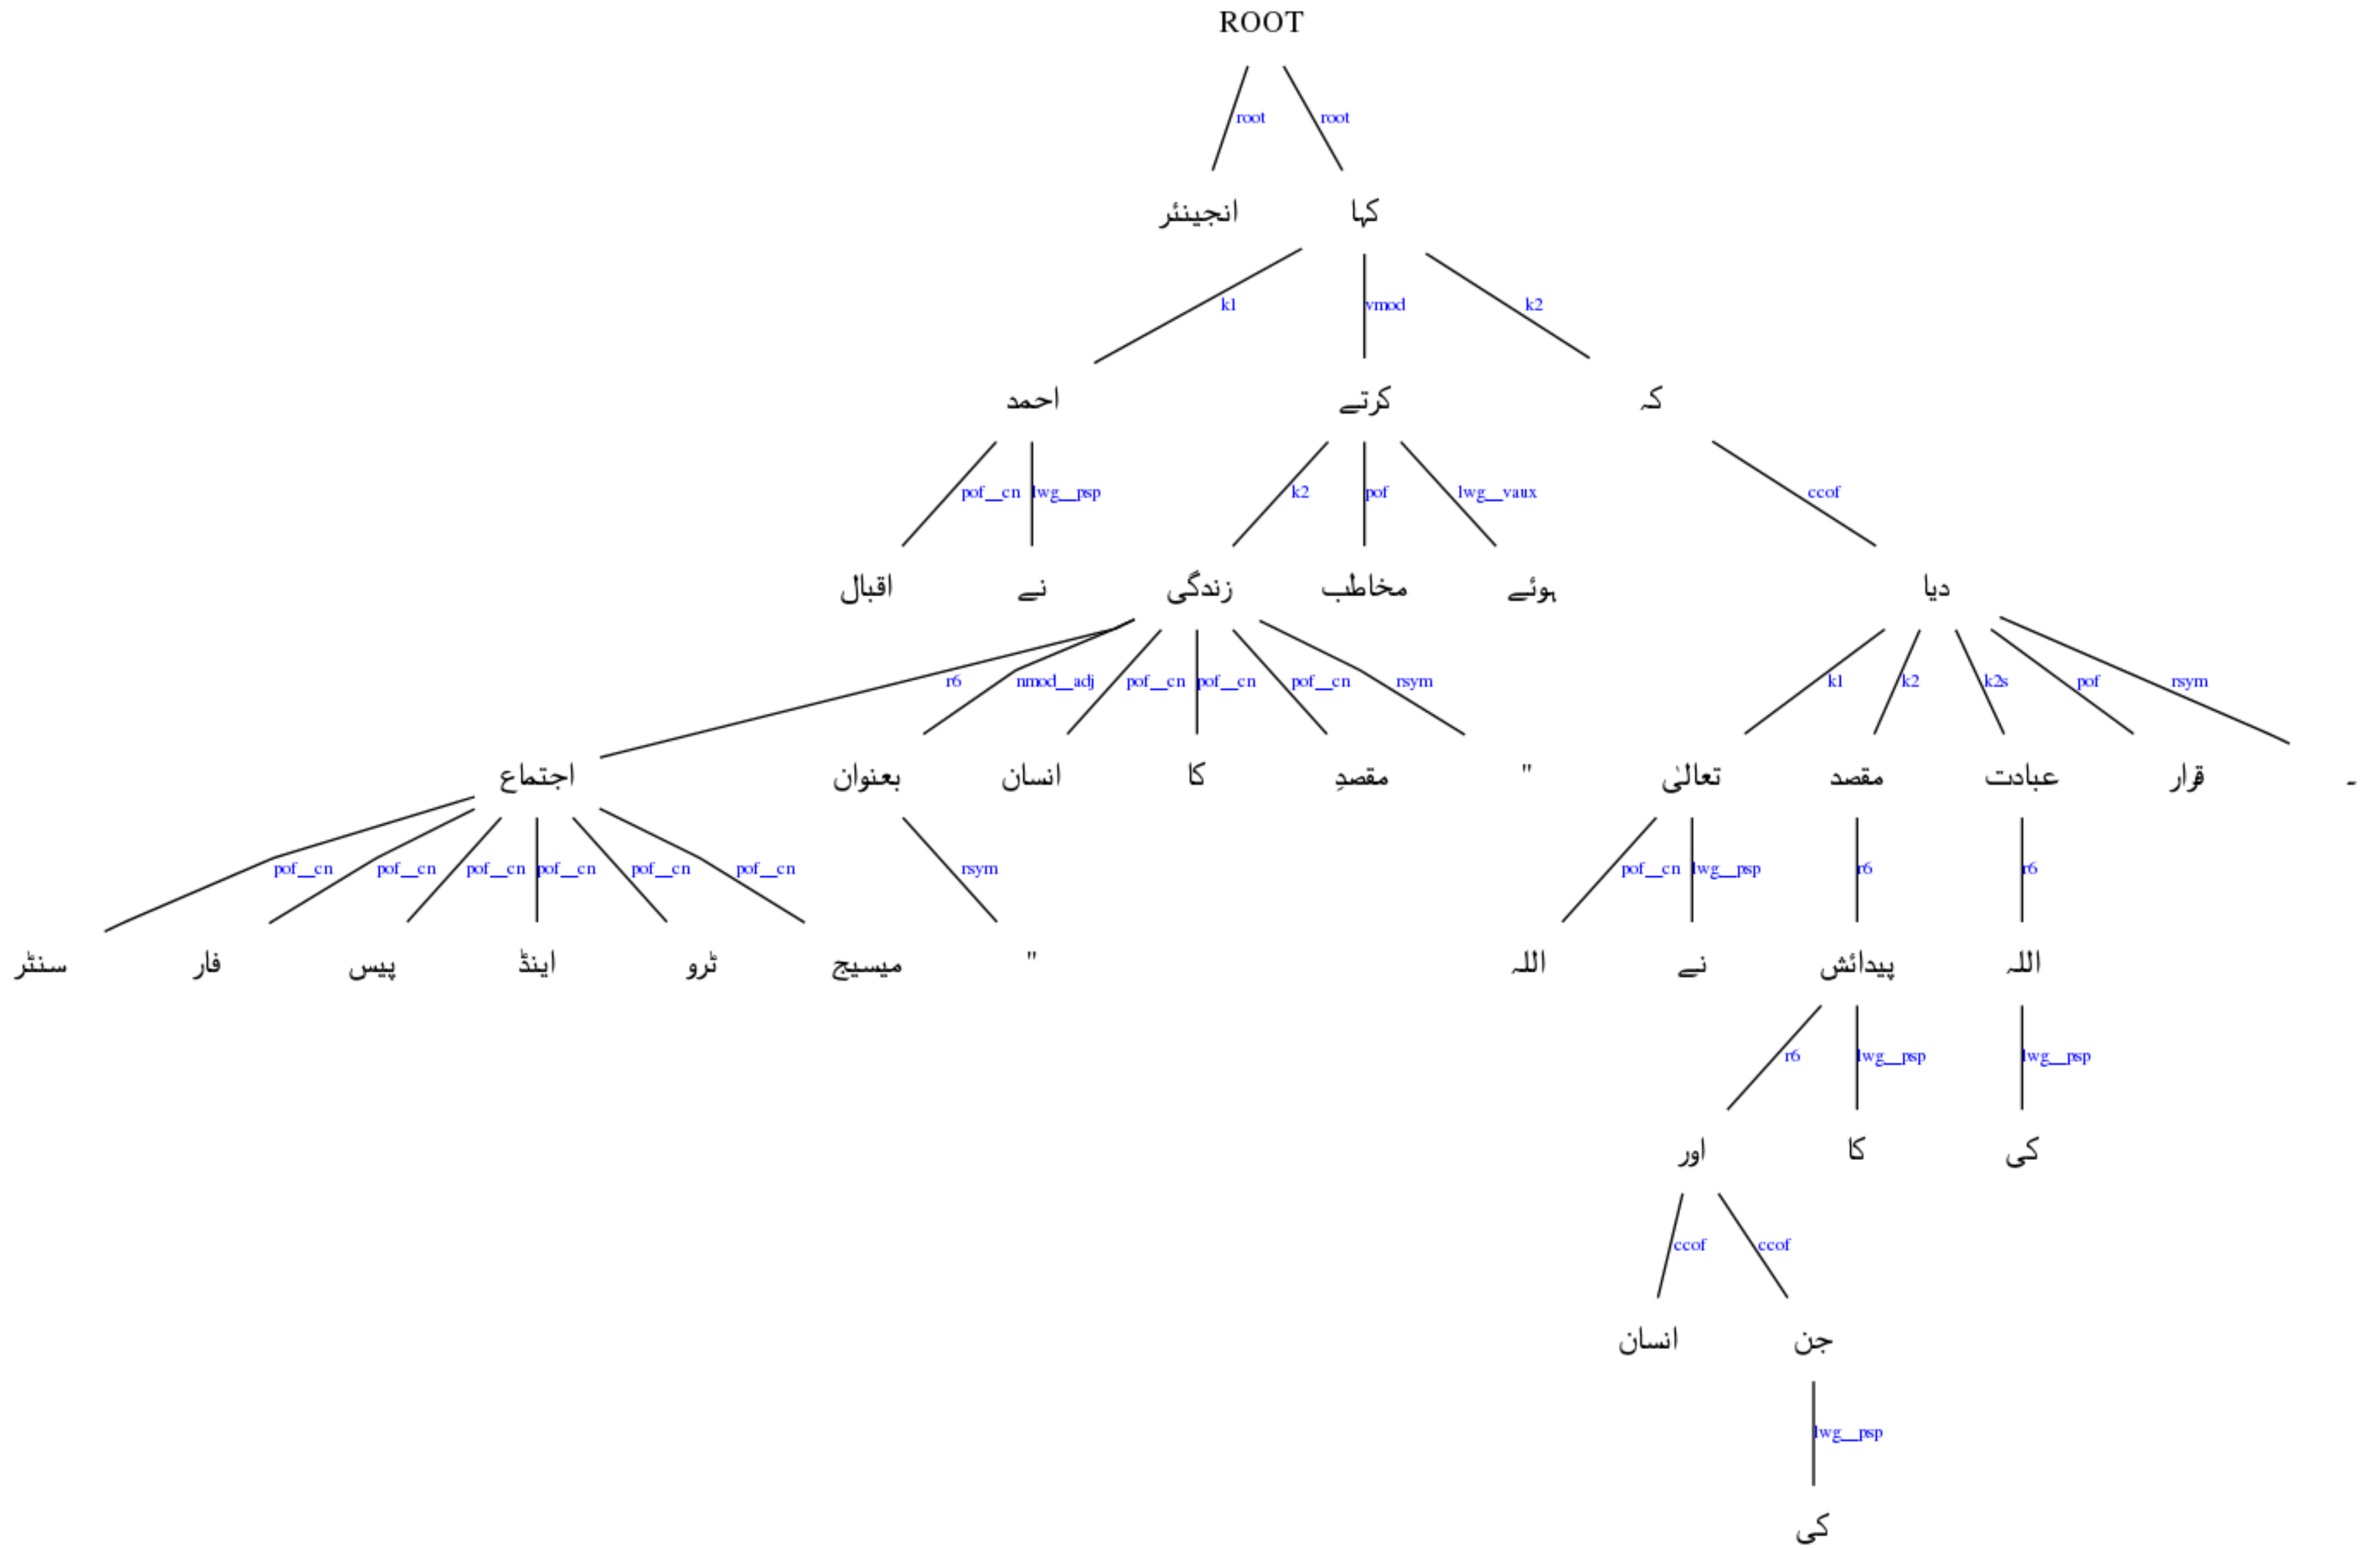 ROOT
root root
انجینئر کہا
k1 vmod k2
احمد کرتے کہ
pof__cn lwg__psp k2 pof lwg__vaux ccof
اقبال نے زندگی مخاطب ہوئے دیا
r6 nmod__adj pof__cn pof__cn pof__cn rsym k1 k2 k2s pof rsym
اجتماع بعنوان انسان کا مقصدِ " تعالیٰ مقصد عبادت قرار ۔
pof__cn pof__cn pof__cn pof__cn pof__cn pof__cn rsym pof__cn lwg__psp r6 r6
سنٹر فار پیس اینڈ ٹرو میسیج " اللہ نے پیدائش اللہ
r6 lwg__psp lwg__psp
اور کا کی
ccof ccof
انسان جن
lwg__psp
کی